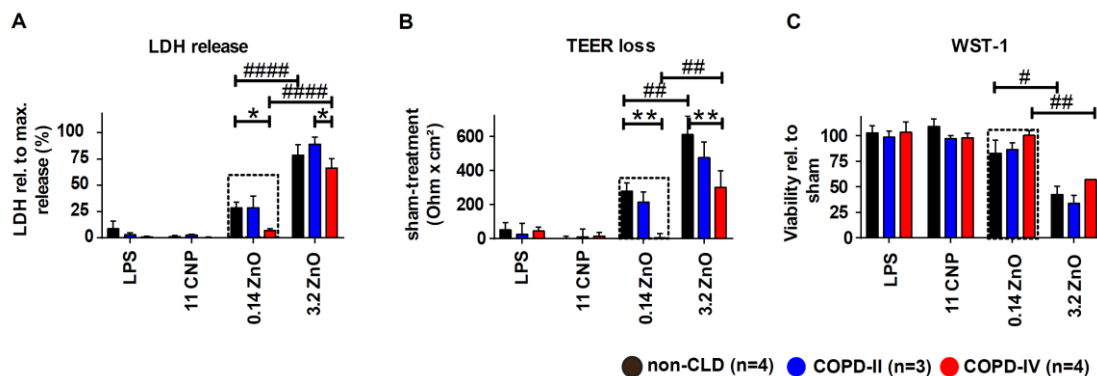 A
LDH release
####
####
*
*
LDH rel. to max.
release (%)
100
75
50
25
0
LPS
11 CNP
0.14 ZnO
3.2 ZnO
B
TEER loss
##
##
**
**
sham-treatment
(Ohm x cm²)
600
400
200
0
LPS
11 CNP
0.14 ZnO
3.2 ZnO
C
WST-1
#
##
Viability rel. to
sham
100
75
50
25
0
LPS
11 CNP
0.14 ZnO
3.2 ZnO
non-CLD (n=4) COPD-II (n=3) COPD-IV (n=4)